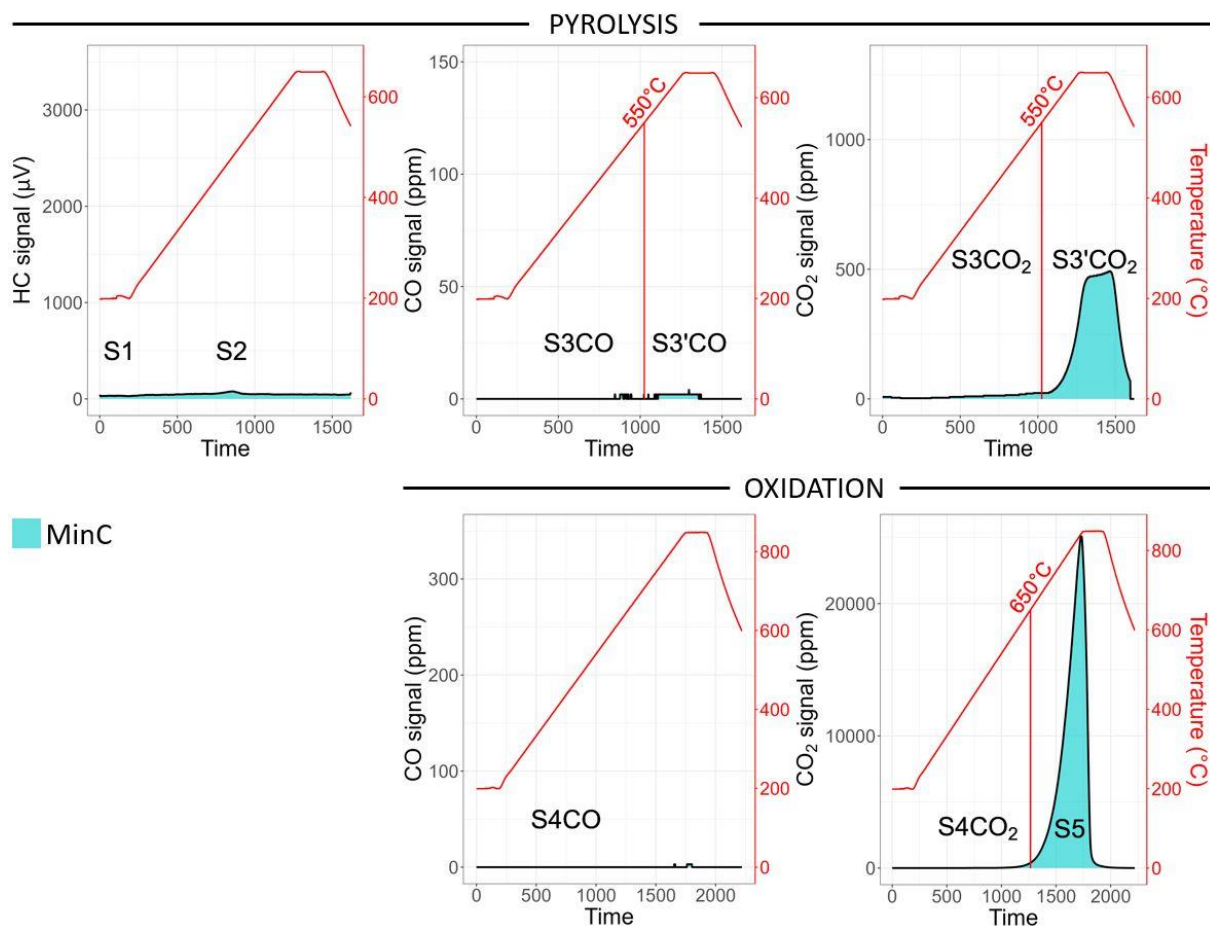 PYROLYSIS
HC signal (µV)
3000
2000
1000
0
S1
S2
600
400
200
0
0 500 1000 1500
Time
CO signal (ppm)
150
100
50
0
550°C
S3CO
S3'CO
600
400
200
0
0 500 1000 1500
Time
CO₂ signal (ppm)
1000
500
0
550°C
S3CO₂
S3'CO₂
600
400
200
0
Temperature (°C)
0 500 1000 1500
Time
OXIDATION
MinC
CO signal (ppm)
300
200
100
0
S4CO
800
600
400
200
0
0 500 1000 1500 2000
Time
CO₂ signal (ppm)
20000
10000
0
650°C
S4CO₂
S5
800
600
400
200
0
Temperature (°C)
0 500 1000 1500 2000
Time